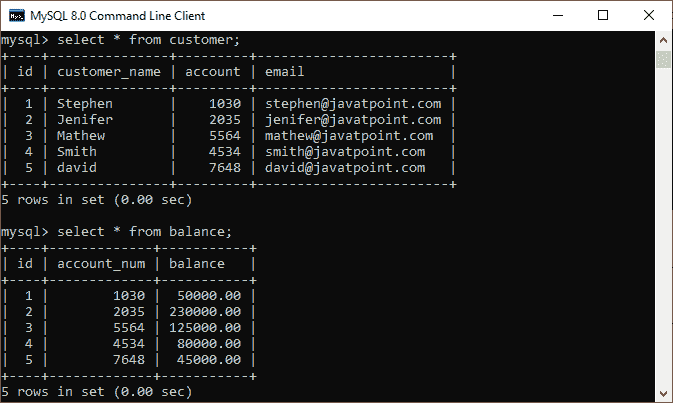 MySQL 8.0 Command Line Client
mysql> select * from customer;
+----+---------------+---------+------------------------+
| id | customer_name | account | email                  |
+----+---------------+---------+------------------------+
|  1 | Stephen       |    1030 | stephen@javatpoint.com |
|  2 | Jenifer       |    2035 | jenifer@javatpoint.com |
|  3 | Mathew        |    5564 | mathew@javatpoint.com  |
|  4 | Smith         |    4534 | smith@javatpoint.com   |
|  5 | david         |    7648 | david@javatpoint.com   |
+----+---------------+---------+------------------------+
5 rows in set (0.00 sec)
mysql> select * from balance;
+----+-------------+-----------+
| id | account_num | balance   |
+----+-------------+-----------+
|  1 |        1030 |  50000.00 |
|  2 |        2035 | 230000.00 |
|  3 |        5564 | 125000.00 |
|  4 |        4534 |  80000.00 |
|  5 |        7648 |  45000.00 |
+----+-------------+-----------+
5 rows in set (0.00 sec)